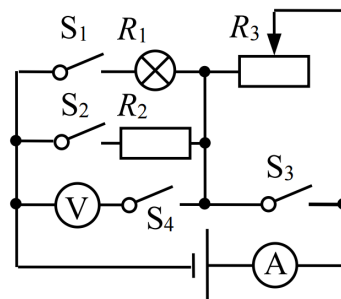 S₁ R₁ R₃
S₂ R₂
S₃
V S₄
A